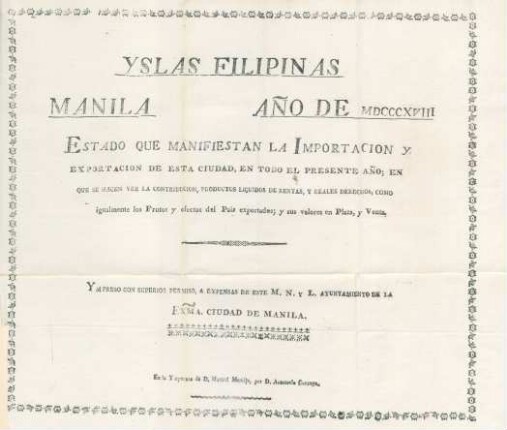 YSLAS FILIPINAS
MANILA AÑO DE MDCCCXVIII
ESTADO QUE MANIFIESTAN LA IMPORTACION Y
EXPORTACION DE ESTA CIUDAD, EN TODO EL PRESENTE AÑO; EN
QUE SE HACEN VER LA CONTRIBUCION, PRODUCTOS LIQUIDOS DE RENTAS, Y REALES DERECHOS, COMO
igualmente los Frutos y efectos del Pais exportados; y sus valores en Plata, y Venta.
YMPRESO CON SUPERIOR PERMISO, A EXPENSAS DE ESTE M. N. Y L. AYUNTAMIENTO DE LA
EXMA. CIUDAD DE MANILA.
En la Ymprenta de D. Manuel Memije, por D. Anacleto